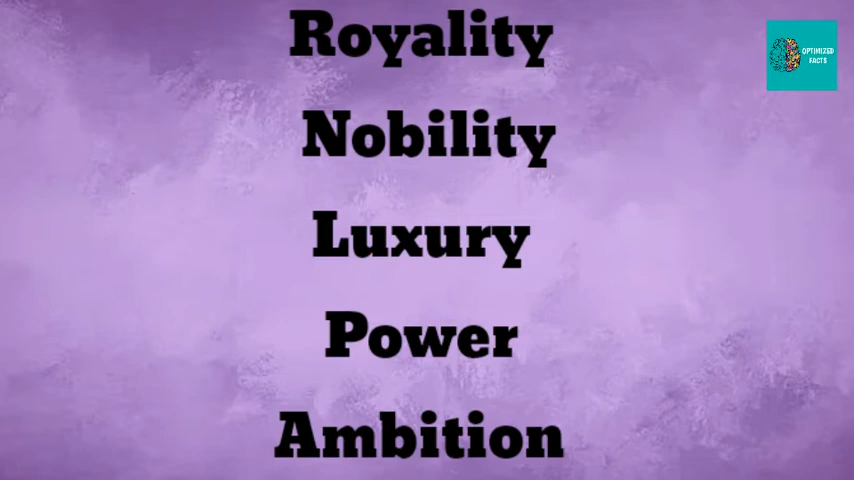 Royality
OPTIMIZED
FACTS
Nobility
Luxury
Power
Ambition